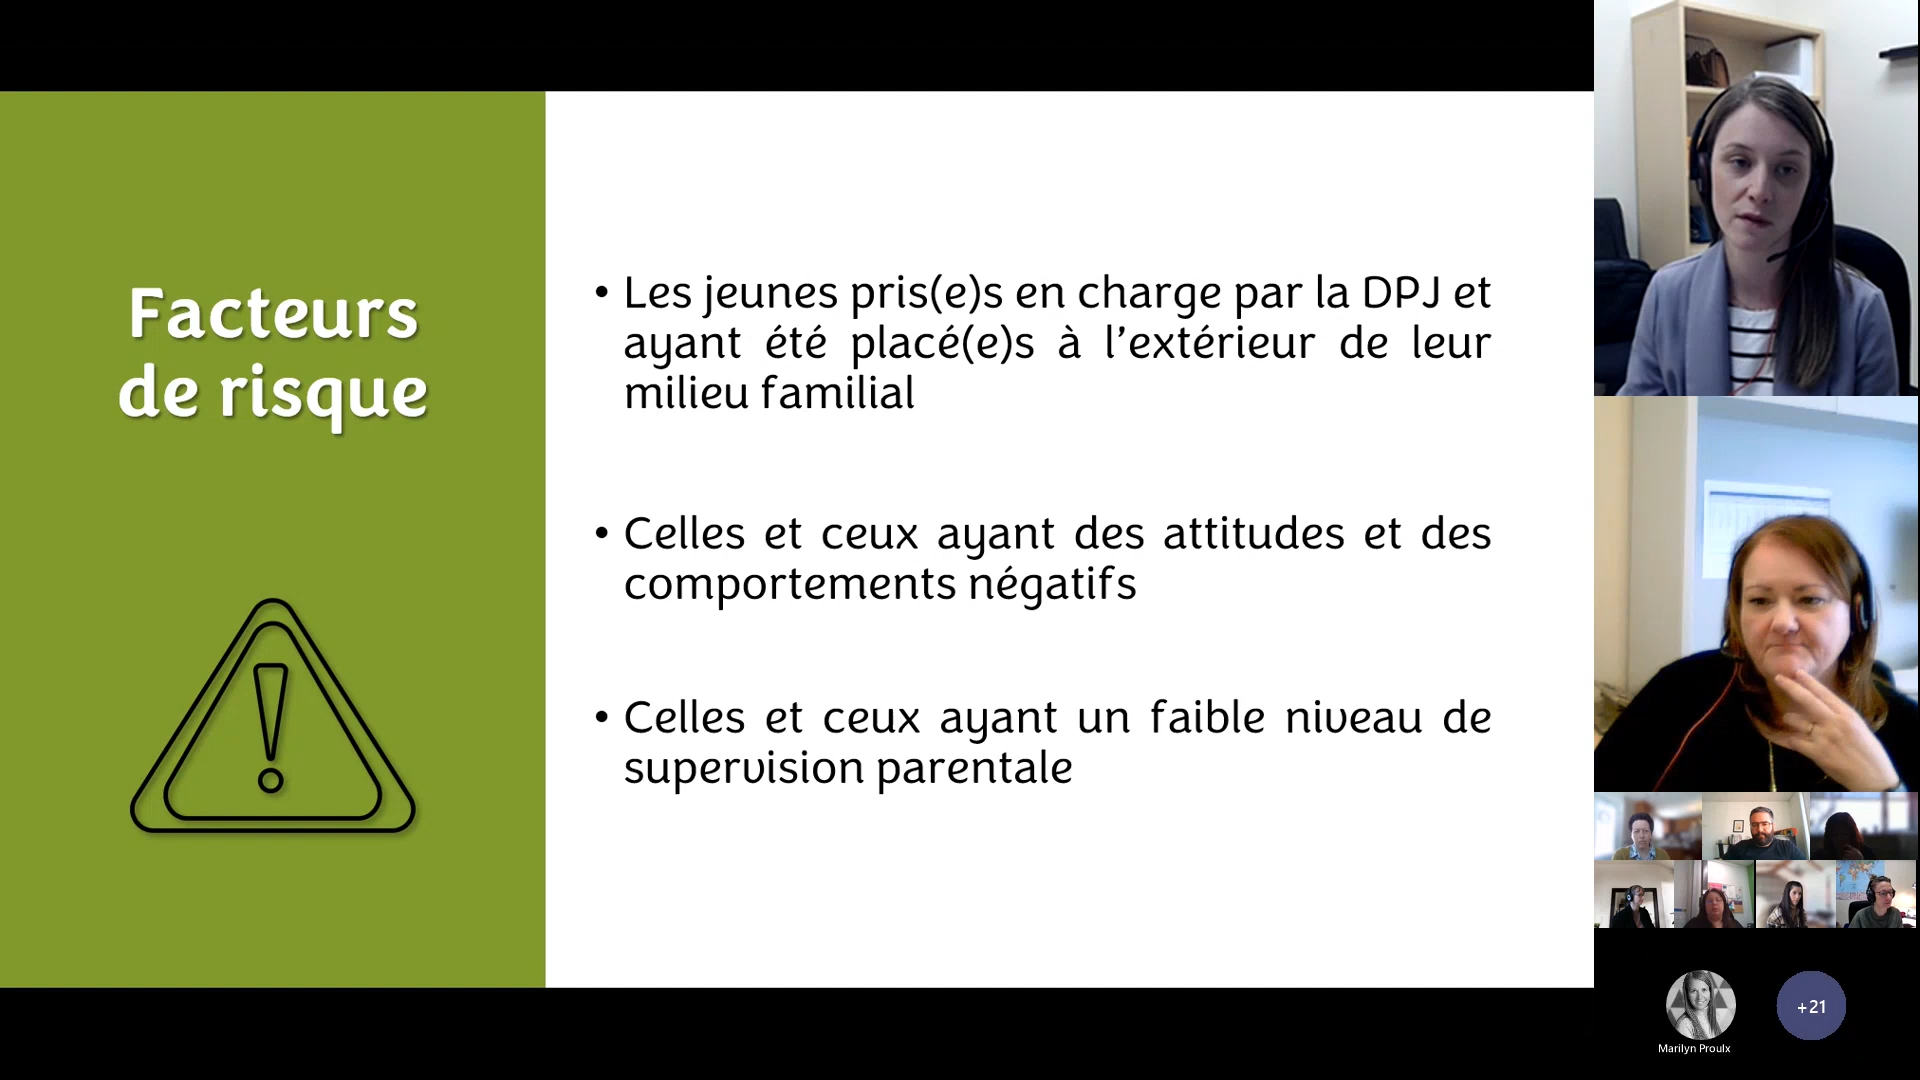 Facteurs
de risque
• Les jeunes pris(e)s en charge par la DPJ et
ayant été placé(e)s à l’extérieur de leur
milieu familial
• Celles et ceux ayant des attitudes et des
comportements négatifs
• Celles et ceux ayant un faible niveau de
supervision parentale
+21
Marilyn Proulx